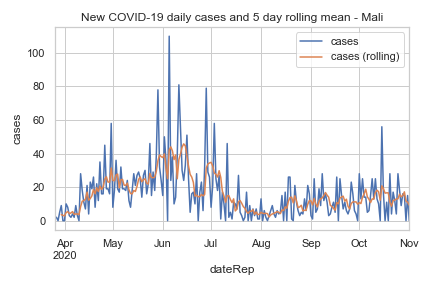 New COVID-19 daily cases and 5 day rolling mean - Mali
cases
cases (rolling)
cases
100
80
60
40
20
0
Apr May Jun Jul Aug Sep Oct Nov
2020
dateRep